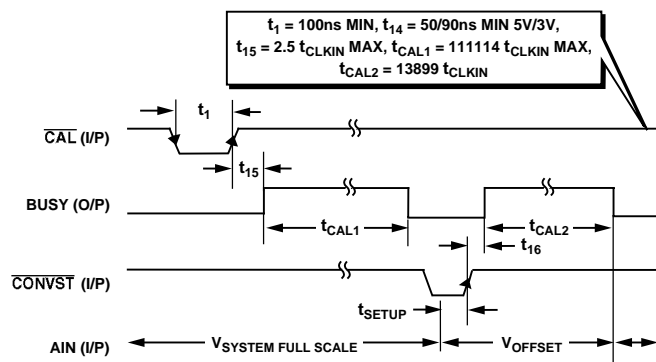 t1 = 100ns MIN, t14 = 50/90ns MIN 5V/3V,
t15 = 2.5 tCLKIN MAX, tCAL1 = 111114 tCLKIN MAX,
tCAL2 = 13899 tCLKIN
t1
CAL (I/P)
t15
BUSY (O/P)
tCAL1
tCAL2
t16
CONVST (I/P)
tSETUP
AIN (I/P)
VSYSTEM FULL SCALE
VOFFSET